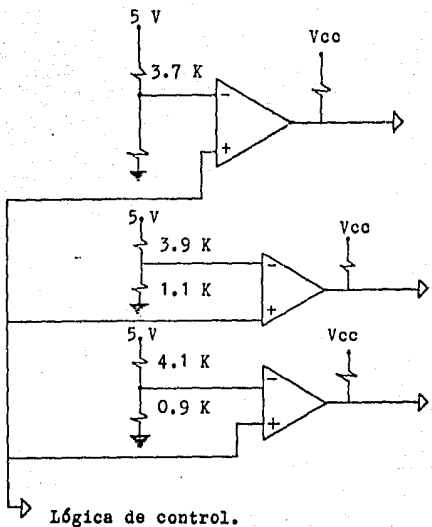 5 V
Vcc
3.7 K
-
+
5 V
Vcc
3.9 K
-
1.1 K
+
5 V
Vcc
4.1 K
-
0.9 K
+
Lógica de control.